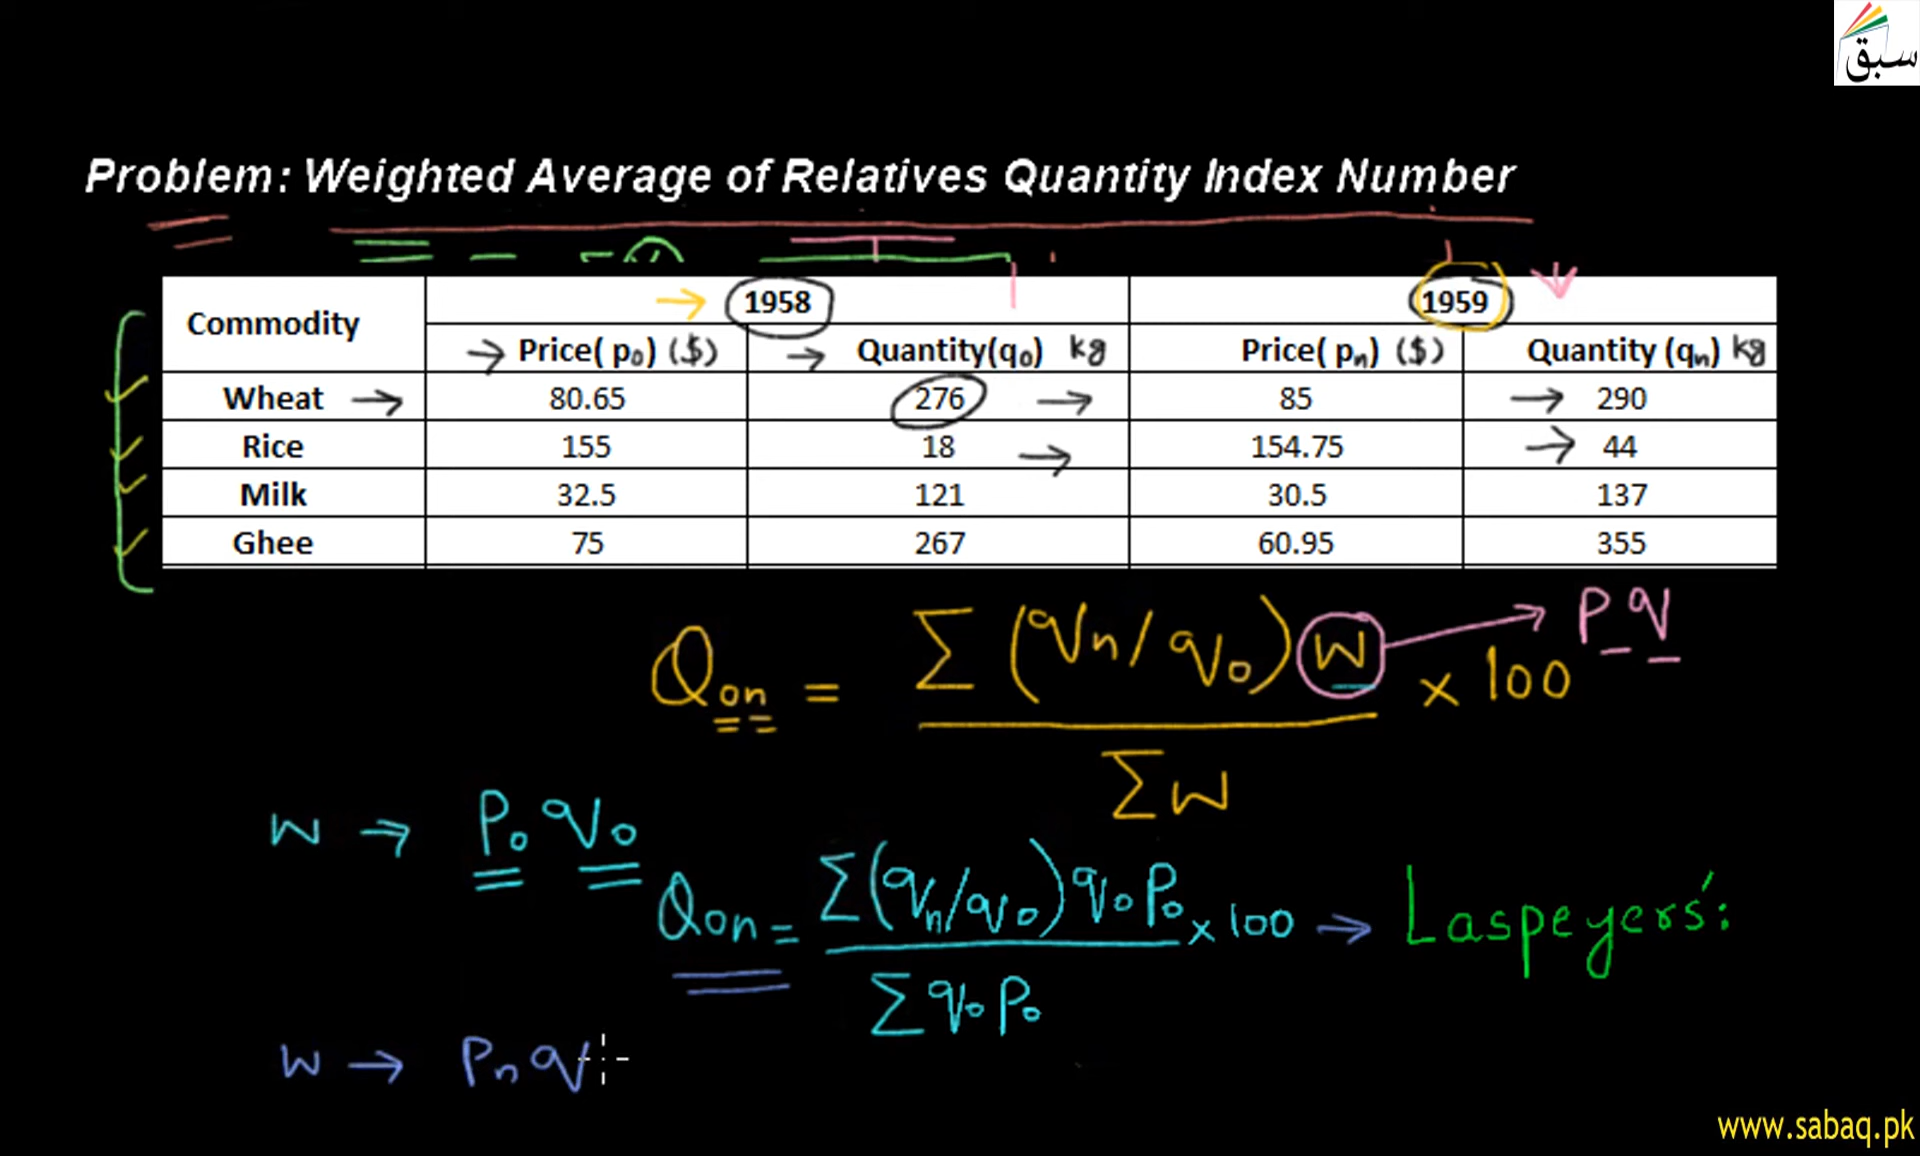 سبق
Problem: Weighted Average of Relatives Quantity Index Number
Commodity → 1958 1959
→ Price( p₀) ($) → Quantity(q₀) kg Price( pₙ) ($) Quantity (qₙ) kg
Wheat → 80.65 276 → 85 → 290
Rice 155 18 → 154.75 → 44
Milk 32.5 121 30.5 137
Ghee 75 267 60.95 355
Qon = Σ (qn/q₀) W × 100 → Pq
ΣW
W → P₀q₀
Qon = Σ(qn/q₀)q₀P₀ × 100 → Laspeyers':
Σq₀P₀
W → Pnq
www.sabaq.pk